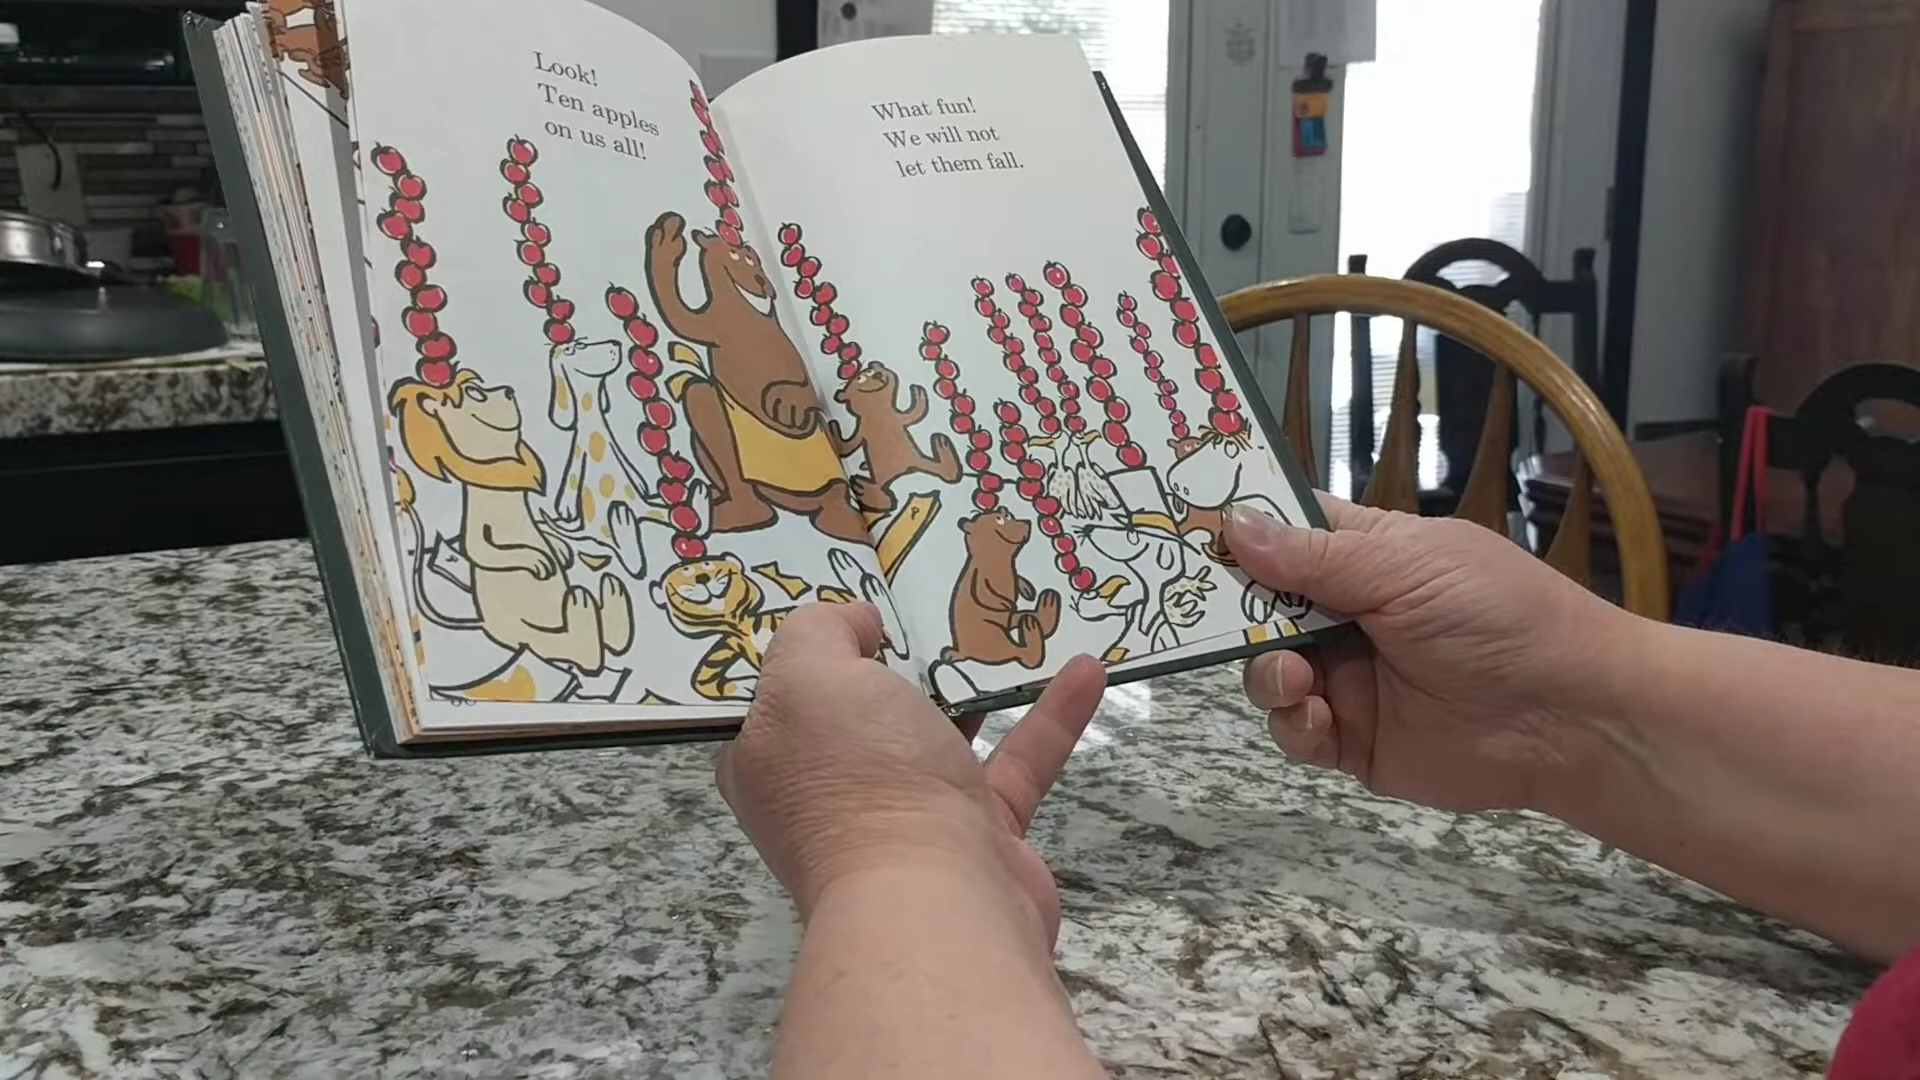 Look!
Ten apples
on us all!
What fun!
We will not
let them fall.